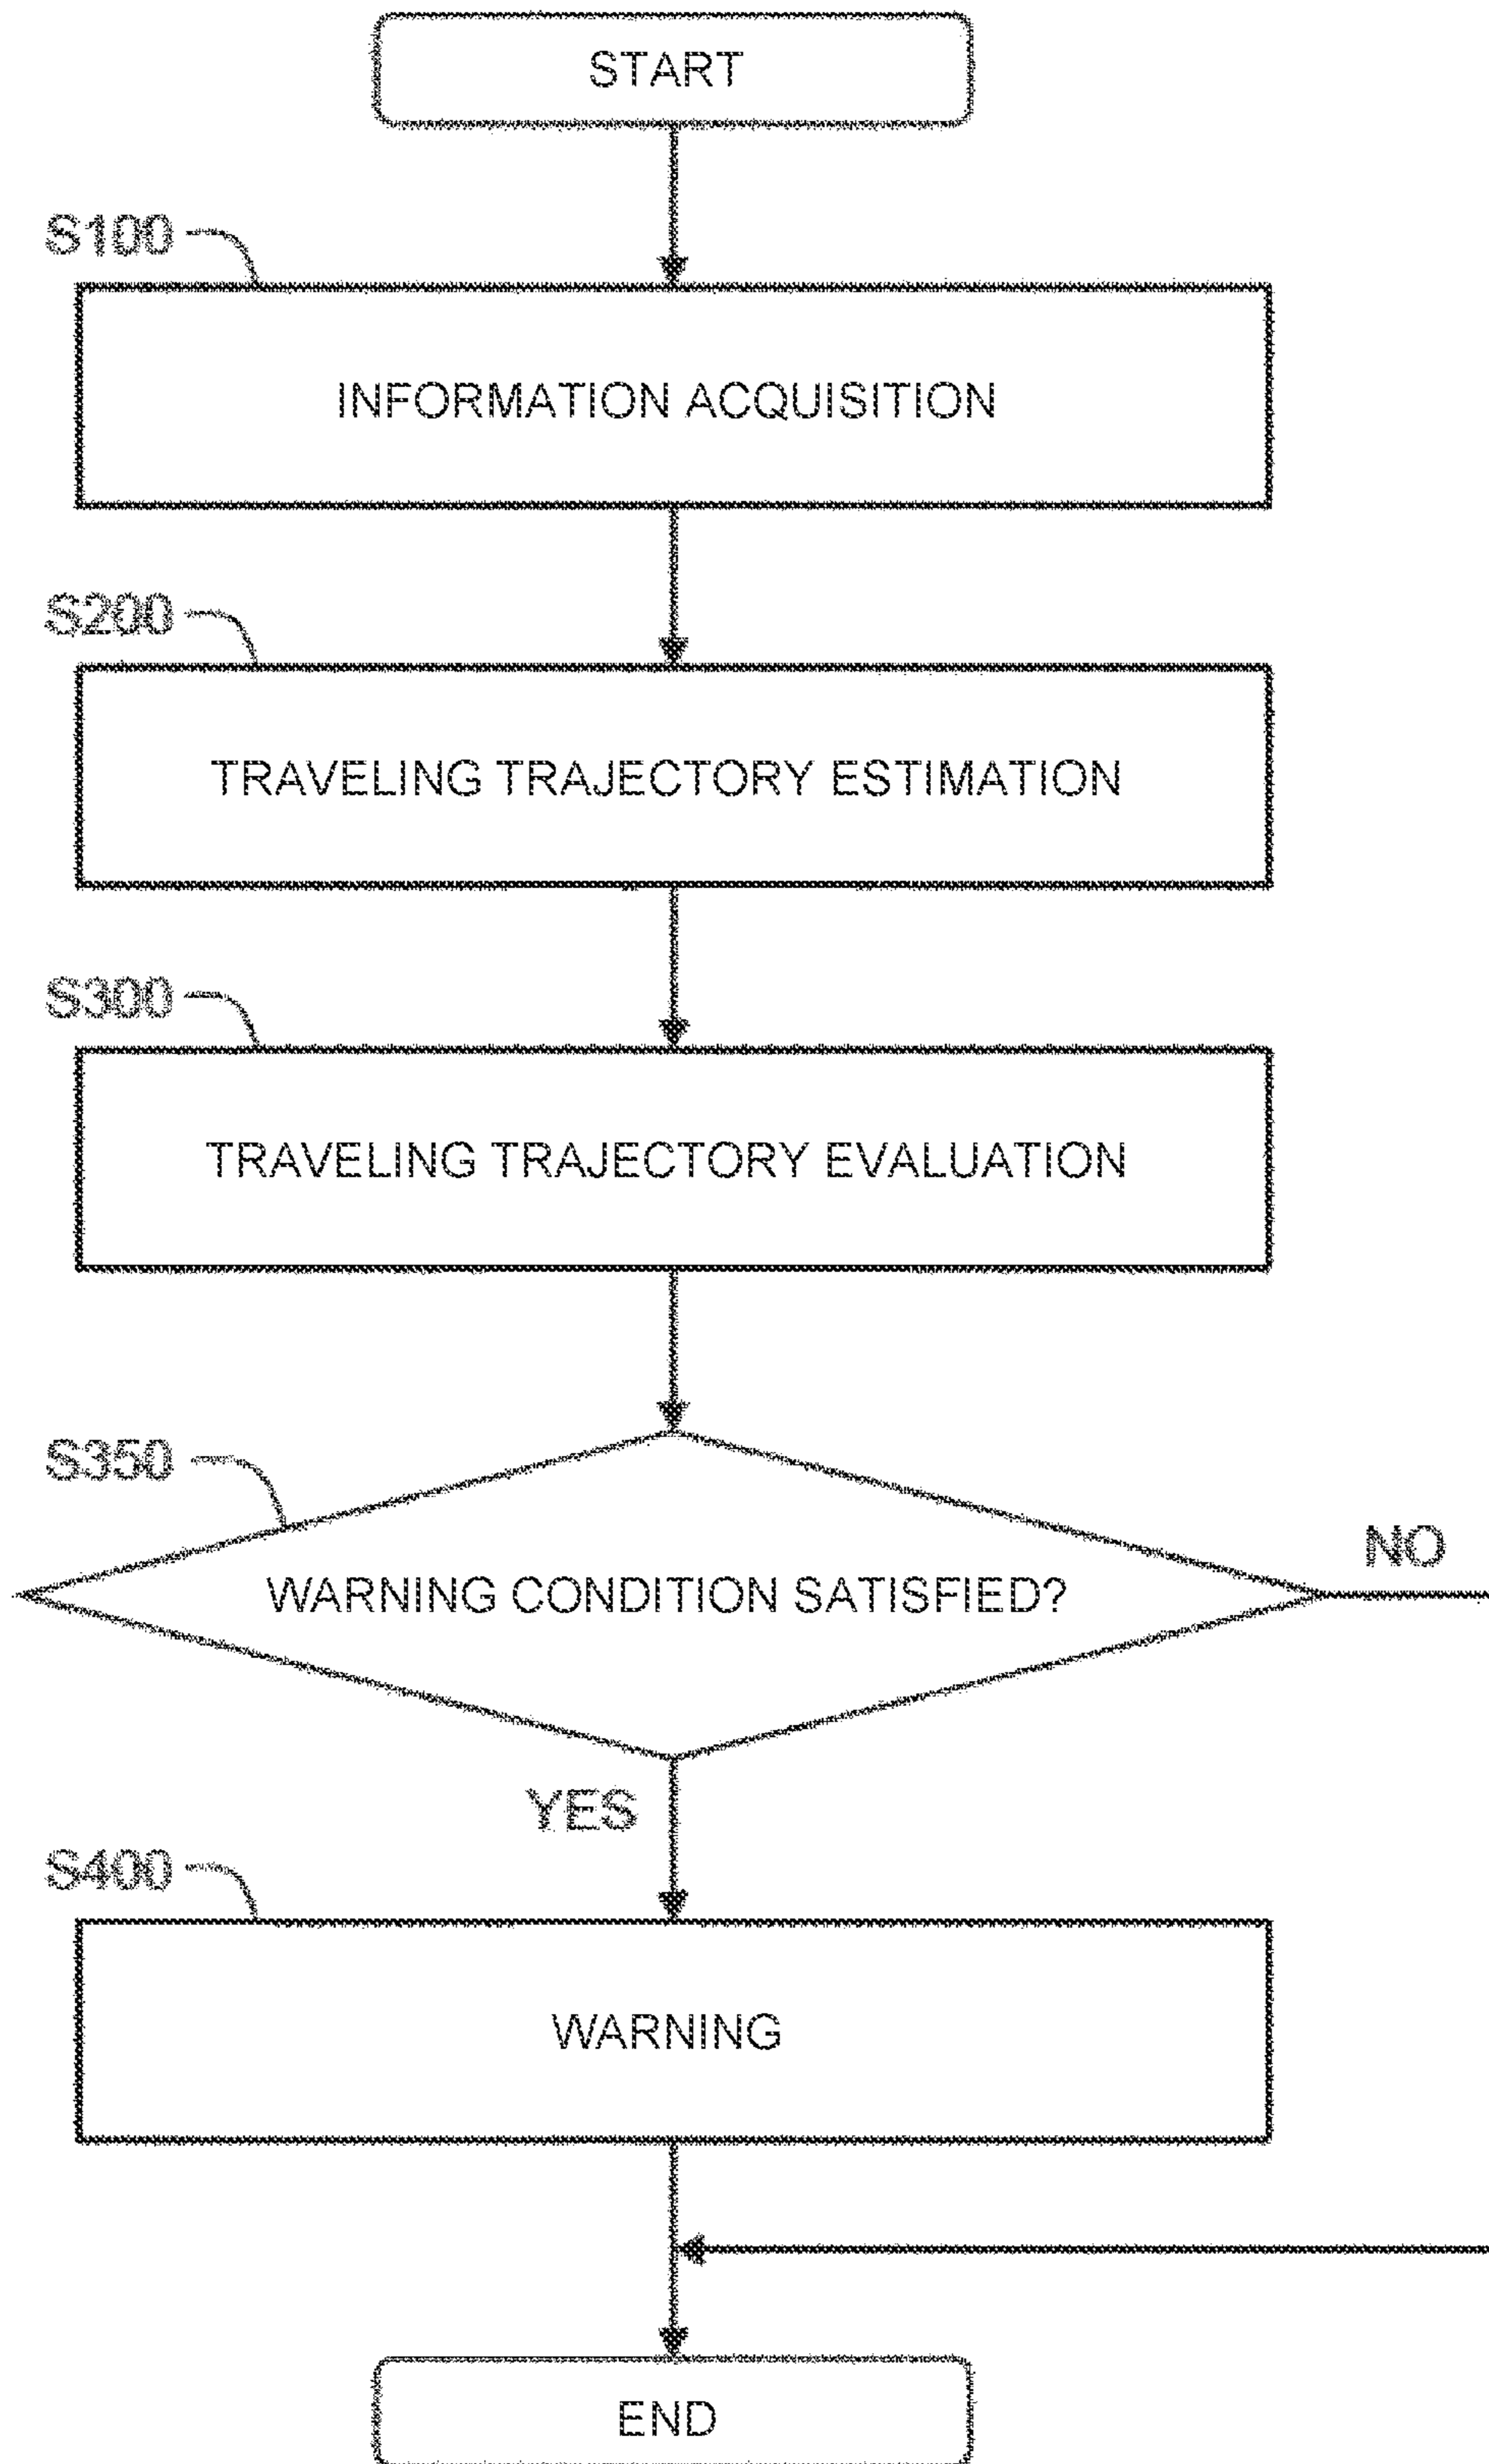 START
S100
INFORMATION ACQUISITION
S200
TRAVELING TRAJECTORY ESTIMATION
S300
TRAVELING TRAJECTORY EVALUATION
S350
WARNING CONDITION SATISFIED?
NO
YES
S400
WARNING
END